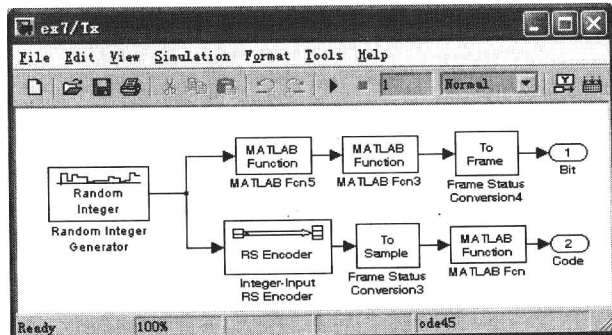 ex7/Tx
File Edit View Simulation Format Tools Help
1 Normal
MATLAB Function
MATLAB Fcn5
MATLAB Function
MATLAB Fcn3
To Frame
Frame Status Conversion4
1
Bit
Random Integer
Random Integer Generator
RS Encoder
Integer-Input RS Encoder
To Sample
Frame Status Conversion3
MATLAB Function
MATLAB Fcn
2
Code
Ready 100% ode45